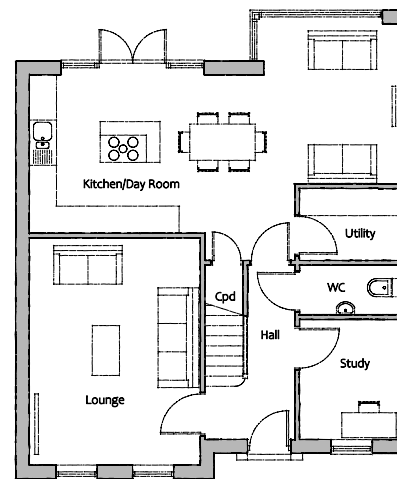 Kitchen/Day Room
Utility
WC
Cpd
Hall
Study
Lounge